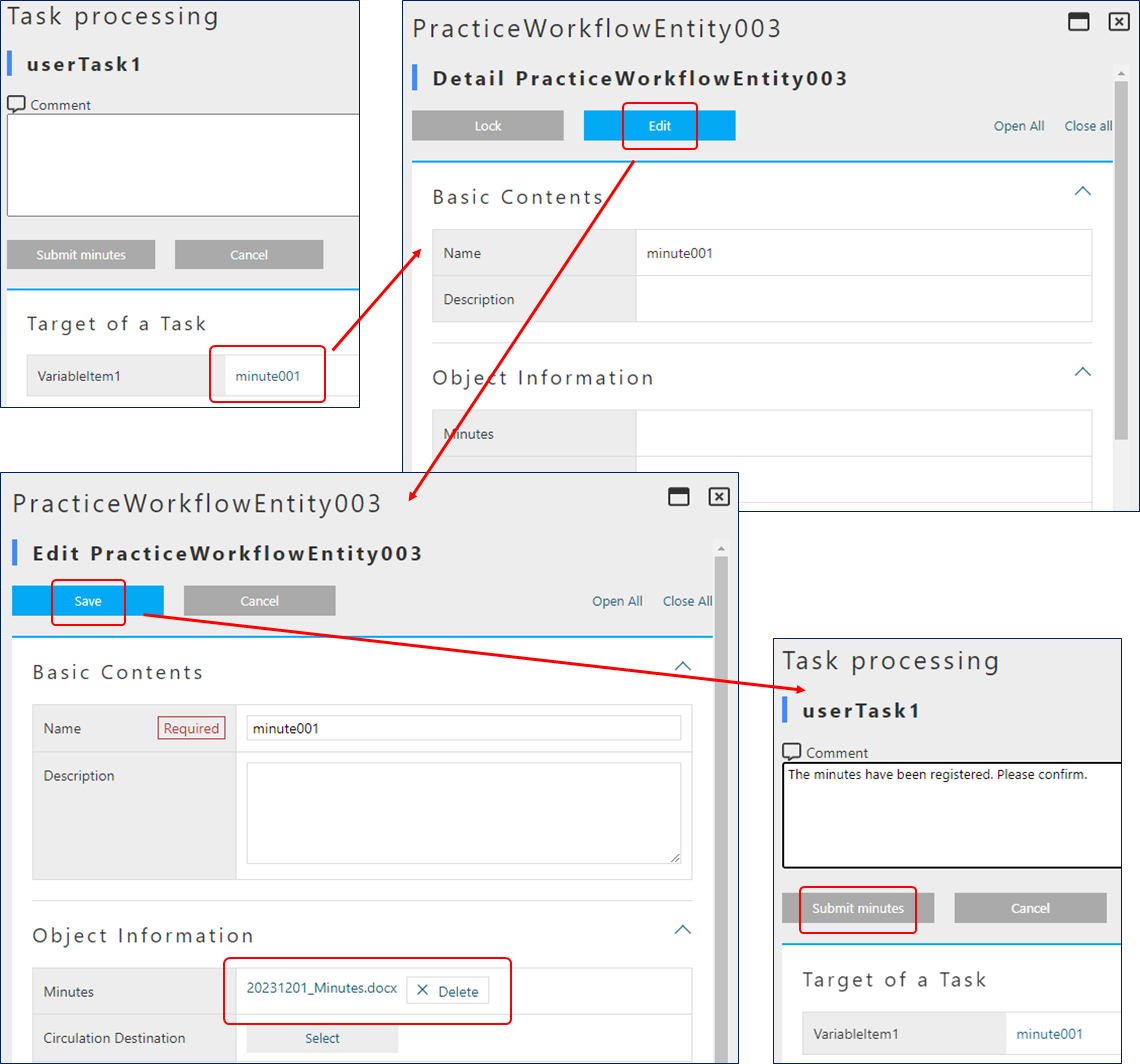 Task processing
userTask1
Comment
Submit minutes
Cancel
Target of a Task
VariableItem1
minute001
PracticeWorkflowEntity003
Detail PracticeWorkflowEntity003
Lock
Edit
Open All
Close all
Basic Contents
Name
minute001
Description
Object Information
Minutes
PracticeWorkflowEntity003
Edit PracticeWorkflowEntity003
Save
Cancel
Open All
Close All
Basic Contents
Name
Required
minute001
Description
Object Information
Minutes
20231201_Minutes.docx
Delete
Circulation Destination
Select
Task processing
userTask1
Comment
The minutes have been registered. Please confirm.
Submit minutes
Cancel
Target of a Task
VariableItem1
minute001